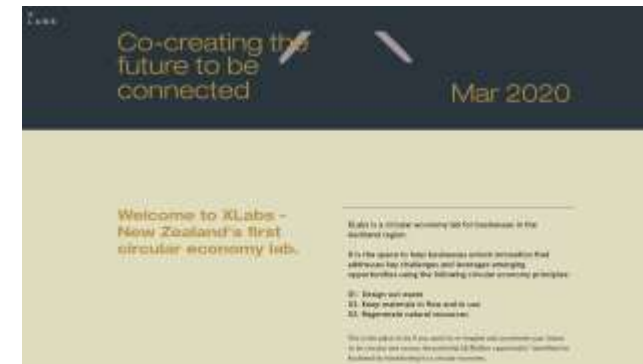 X
LABS
Co-creating the
future to be
connected
Mar 2020
Welcome to XLabs -
New Zealand's first
circular economy lab.
XLabs is a circular economy lab for businesses in the
Auckland region
It is the space to help businesses unlock innovation that
addresses key challenges and leverages emerging
opportunities using the following circular economy principles:
01. Design out waste
02. Keep materials in flow and in use
03. Regenerate natural resources